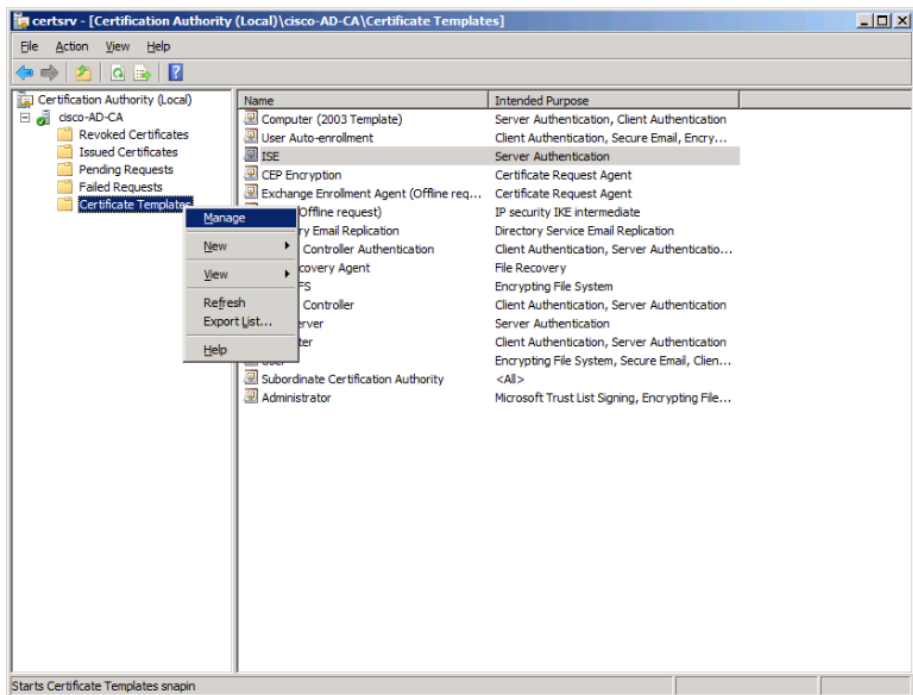 certsrv - [Certification Authority (Local)\cisco-AD-CA\Certificate Templates]
File Action View Help
Certification Authority (Local)
cisco-AD-CA
Revoked Certificates
Issued Certificates
Pending Requests
Failed Requests
Certificate Templates
Manage
New
View
Refresh
Export List...
Help
Name Intended Purpose
Computer (2003 Template) Server Authentication, Client Authentication
User Auto-enrollment Client Authentication, Secure Email, Encry...
ISE Server Authentication
CEP Encryption Certificate Request Agent
Exchange Enrollment Agent (Offline req... Certificate Request Agent
Offline request) IP security IKE intermediate
ry Email Replication Directory Service Email Replication
Controller Authentication Client Authentication, Server Authenticatio...
covery Agent File Recovery
FS Encrypting File System
Controller Client Authentication, Server Authentication
erver Server Authentication
ter Client Authentication, Server Authentication
Encrypting File System, Secure Email, Clien...
Subordinate Certification Authority <All>
Administrator Microsoft Trust List Signing, Encrypting File...
Starts Certificate Templates snapin